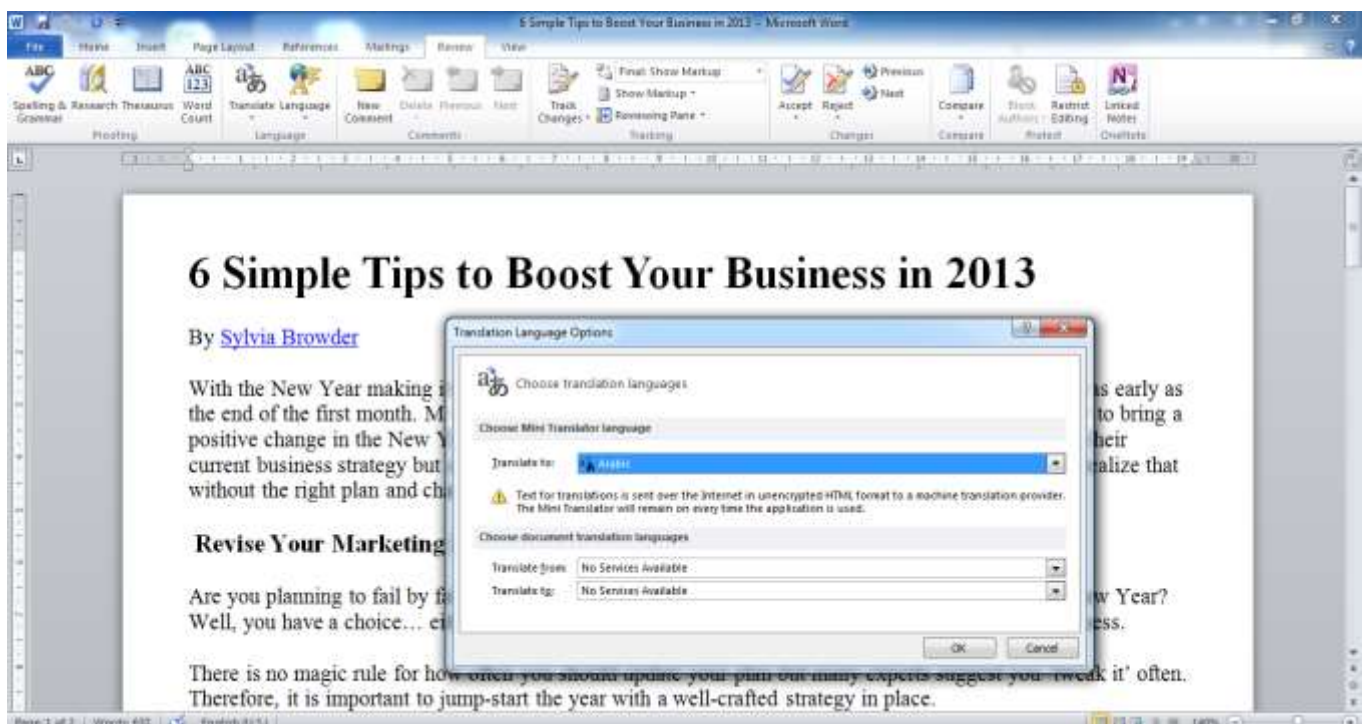 6 Simple Tips to Boost Your Business in 2013 - Microsoft Word
File Home Insert Page Layout References Mailings Review View
ABC ABC 123
Spelling & Grammar Research Thesaurus Word Count Translate Language New Comment Delete Previous Next Track Changes Final: Show Markup Show Markup Reviewing Pane Accept Reject Previous Next Compare Block Authors Restrict Editing Linked Notes
Proofing Language Comments Tracking Changes Compare Protect OneNote
6 Simple Tips to Boost Your Business in 2013
By Sylvia Browder
With the New Year making i
as early as
the end of the first month. M
to bring a
positive change in the New Y
heir
current business strategy but
ealize that
without the right plan and ch
Revise Your Marketing
Are you planning to fail by fa
w Year?
Well, you have a choice… ei
ess.
There is no magic rule for how often you should update your plan but many experts suggest you 'tweak it' often.
Therefore, it is important to jump-start the year with a well-crafted strategy in place.
Translation Language Options
Choose translation languages
Choose Mini Translator language
Translate to: Arabic
Text for translations is sent over the Internet in unencrypted HTML format to a machine translation provider.
The Mini Translator will remain on every time the application is used.
Choose document translation languages
Translate from: No Services Available
Translate to: No Services Available
OK Cancel
English (U.S.) 140%